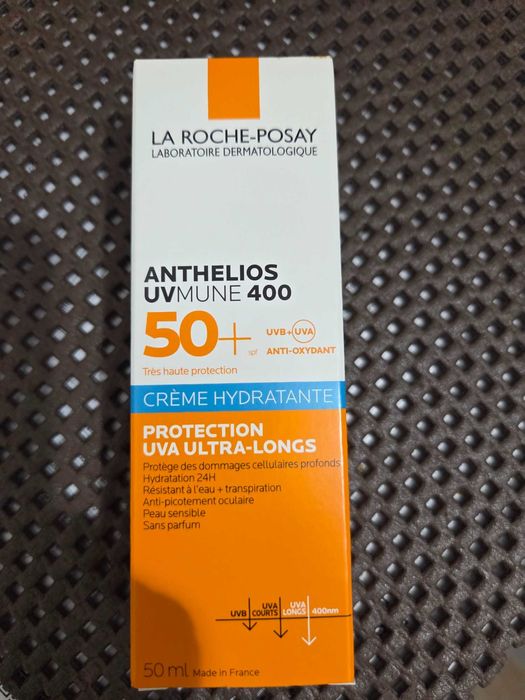 LA ROCHE-POSAY
LABORATOIRE DERMATOLOGIQUE
ANTHELIOS
UVMUNE 400
50+ spf UVB+UVA
ANTI-OXYDANT
Très haute protection
CRÈME HYDRATANTE
PROTECTION
UVA ULTRA-LONGS
Protège des dommages cellulaires profonds
Hydratation 24H
Résistant à l'eau + transpiration
Anti-picotement oculaire
Peau sensible
Sans parfum
UVB UVA COURTS UVA LONGS 400nm
50 ml Made in France